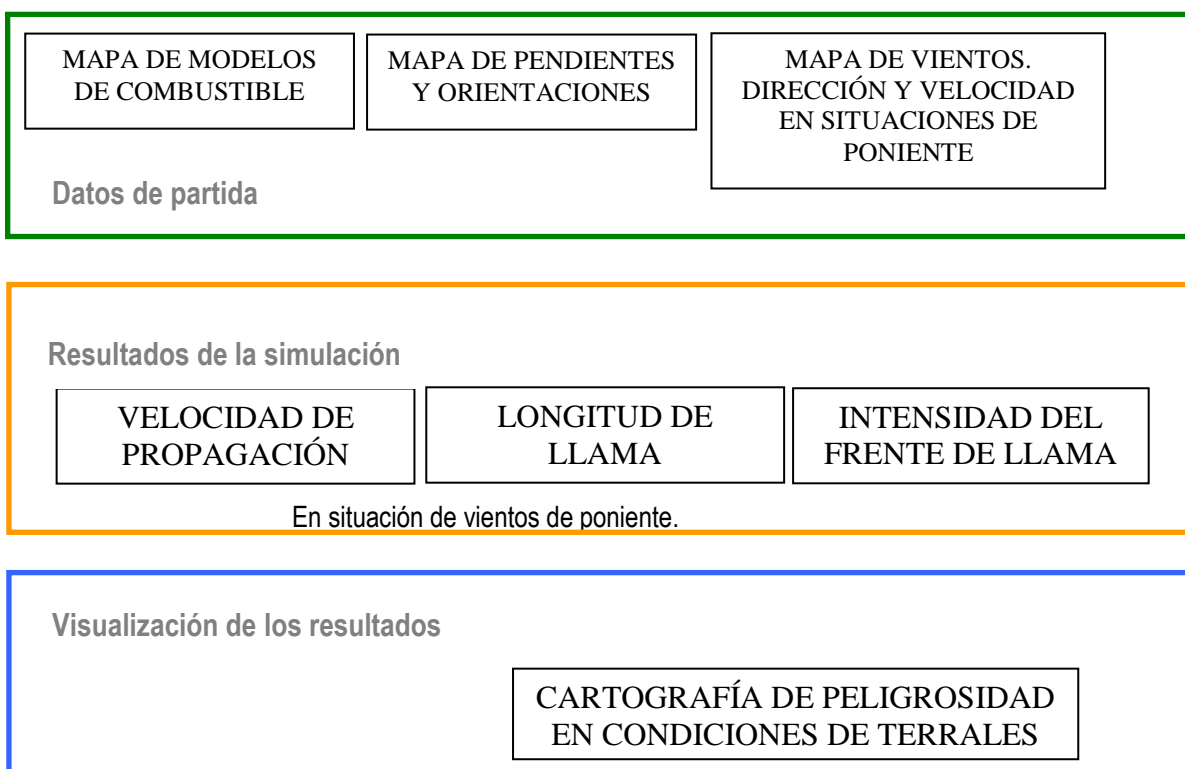 MAPA DE MODELOS
DE COMBUSTIBLE
MAPA DE PENDIENTES
Y ORIENTACIONES
MAPA DE VIENTOS.
DIRECCIÓN Y VELOCIDAD
EN SITUACIONES DE
PONIENTE
Datos de partida
Resultados de la simulación
VELOCIDAD DE
PROPAGACIÓN
LONGITUD DE
LLAMA
INTENSIDAD DEL
FRENTE DE LLAMA
En situación de vientos de poniente.
Visualización de los resultados
CARTOGRAFÍA DE PELIGROSIDAD
EN CONDICIONES DE TERRALES